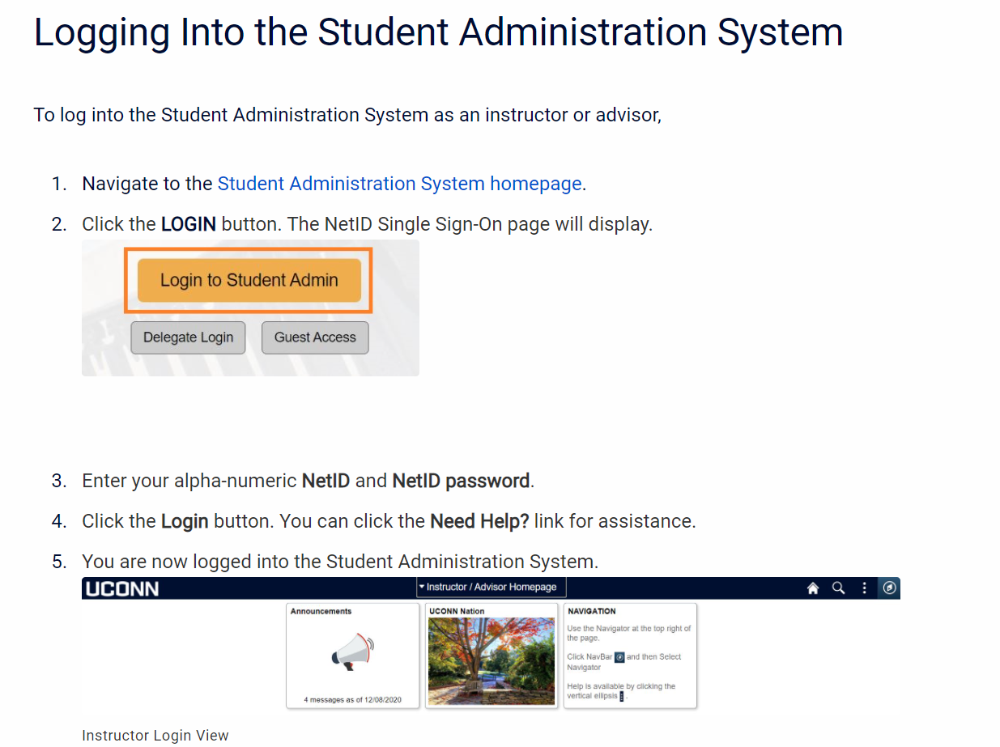 Logging Into the Student Administration System
To log into the Student Administration System as an instructor or advisor,
1. Navigate to the Student Administration System homepage.
2. Click the LOGIN button. The NetID Single Sign-On page will display.
Login to Student Admin
Delegate Login
Guest Access
3. Enter your alpha-numeric NetID and NetID password.
4. Click the Login button. You can click the Need Help? link for assistance.
5. You are now logged into the Student Administration System.
UCONN
Instructor / Advisor Homepage
Announcements
4 messages as of 12/08/2020
UCONN Nation
NAVIGATION
Use the Navigator at the top right of
the page.
Click NavBar and then Select
Navigator
Help is available by clicking the
vertical ellipsis .
Instructor Login View